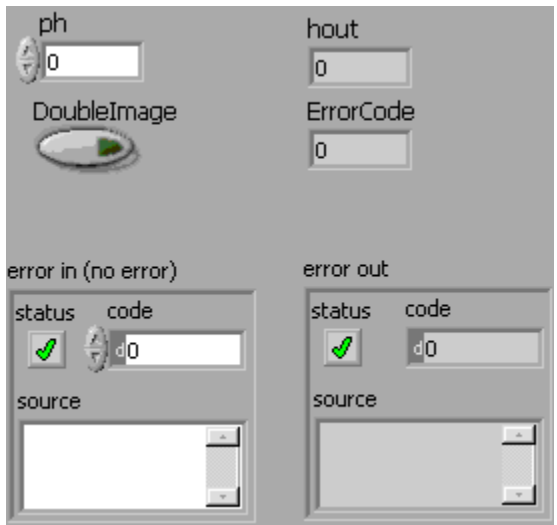 ph
hout
0
0
DoubleImage
ErrorCode
0
error in (no error)
error out
status code
status code
d0
d0
source
source